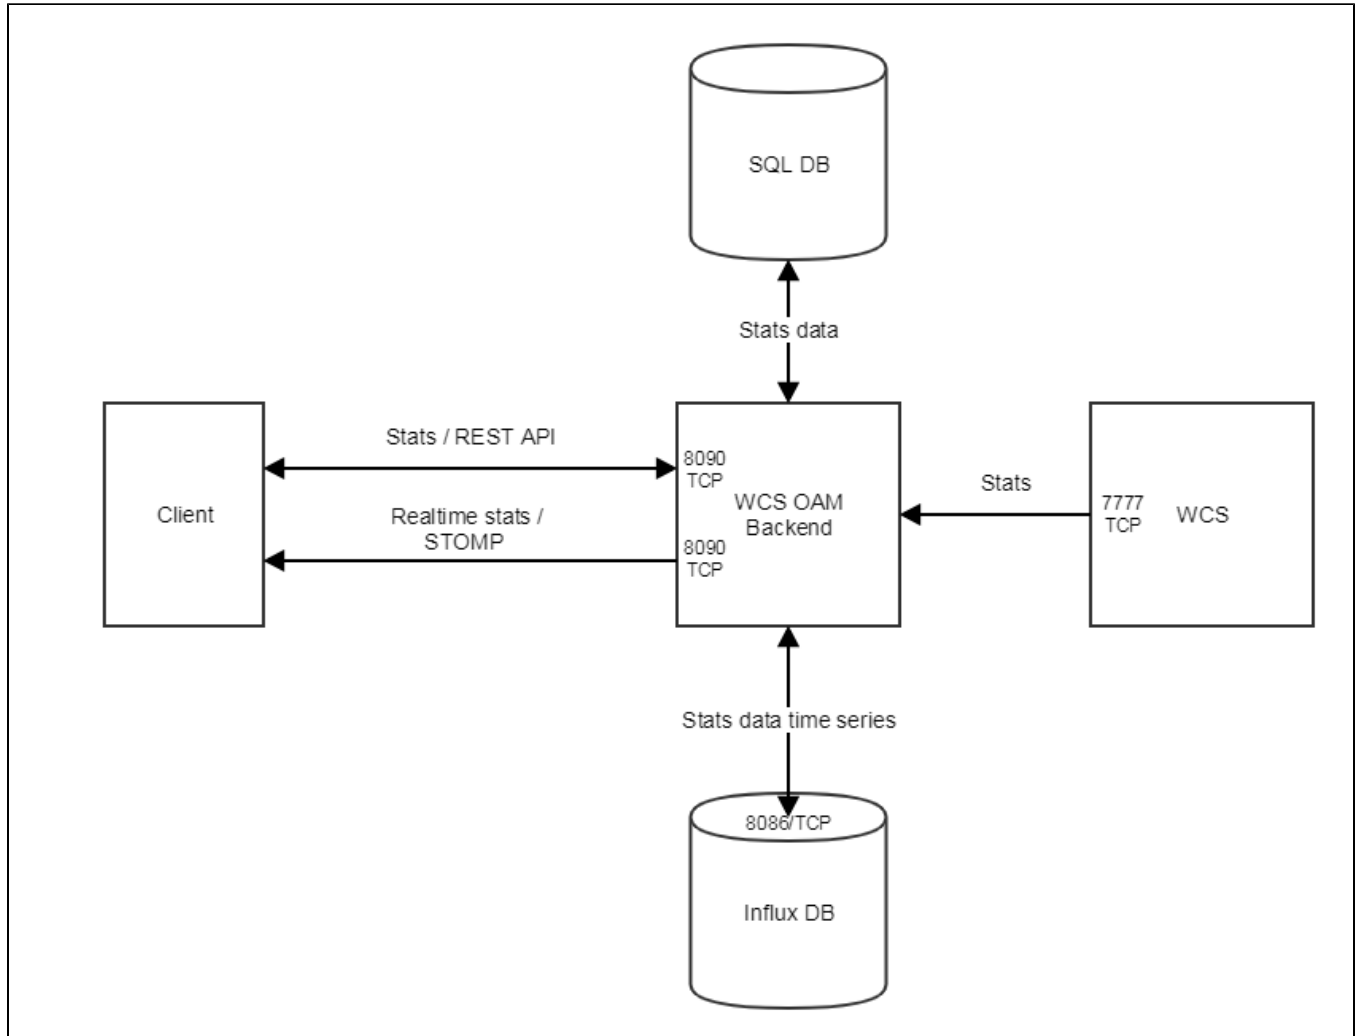 SQL DB
Stats data
Stats / REST API
Realtime stats /
STOMP
Client
8090
TCP
8090
TCP
WCS OAM
Backend
Stats
7777
TCP
WCS
Stats data time series
8086/TCP
Influx DB